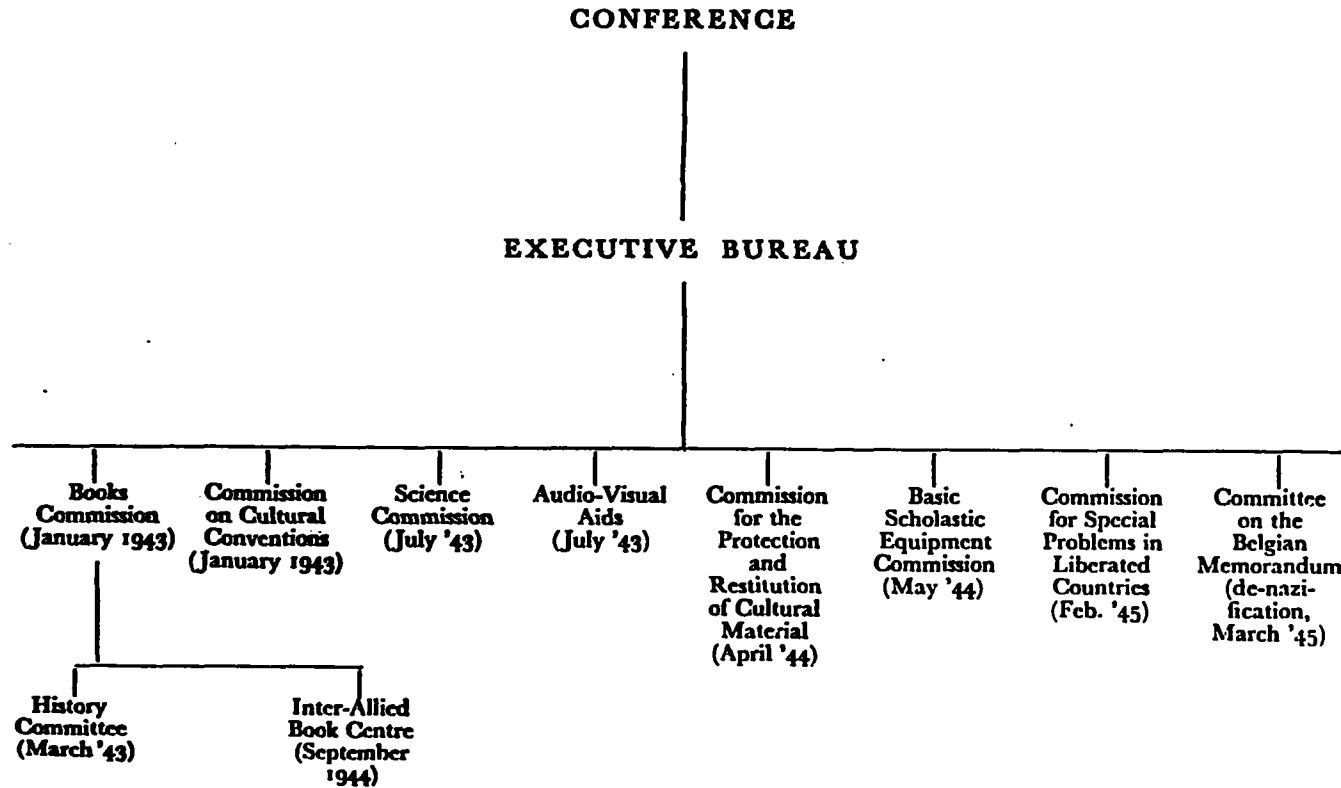 CONFERENCE
EXECUTIVE BUREAU
Books
Commission
(January 1943)
Commission
on Cultural
Conventions
(January 1943)
Science
Commission
(July '43)
Audio-Visual
Aids
(July '43)
Commission
for the
Protection
and
Restitution
of Cultural
Material
(April '44)
Basic
Scholastic
Equipment
Commission
(May '44)
Commission
for Special
Problems in
Liberated
Countries
(Feb. '45)
Committee
on the
Belgian
Memorandum
(de-nazi-
fication,
March '45)
History
Committee
(March '43)
Inter-Allied
Book Centre
(September
1944)